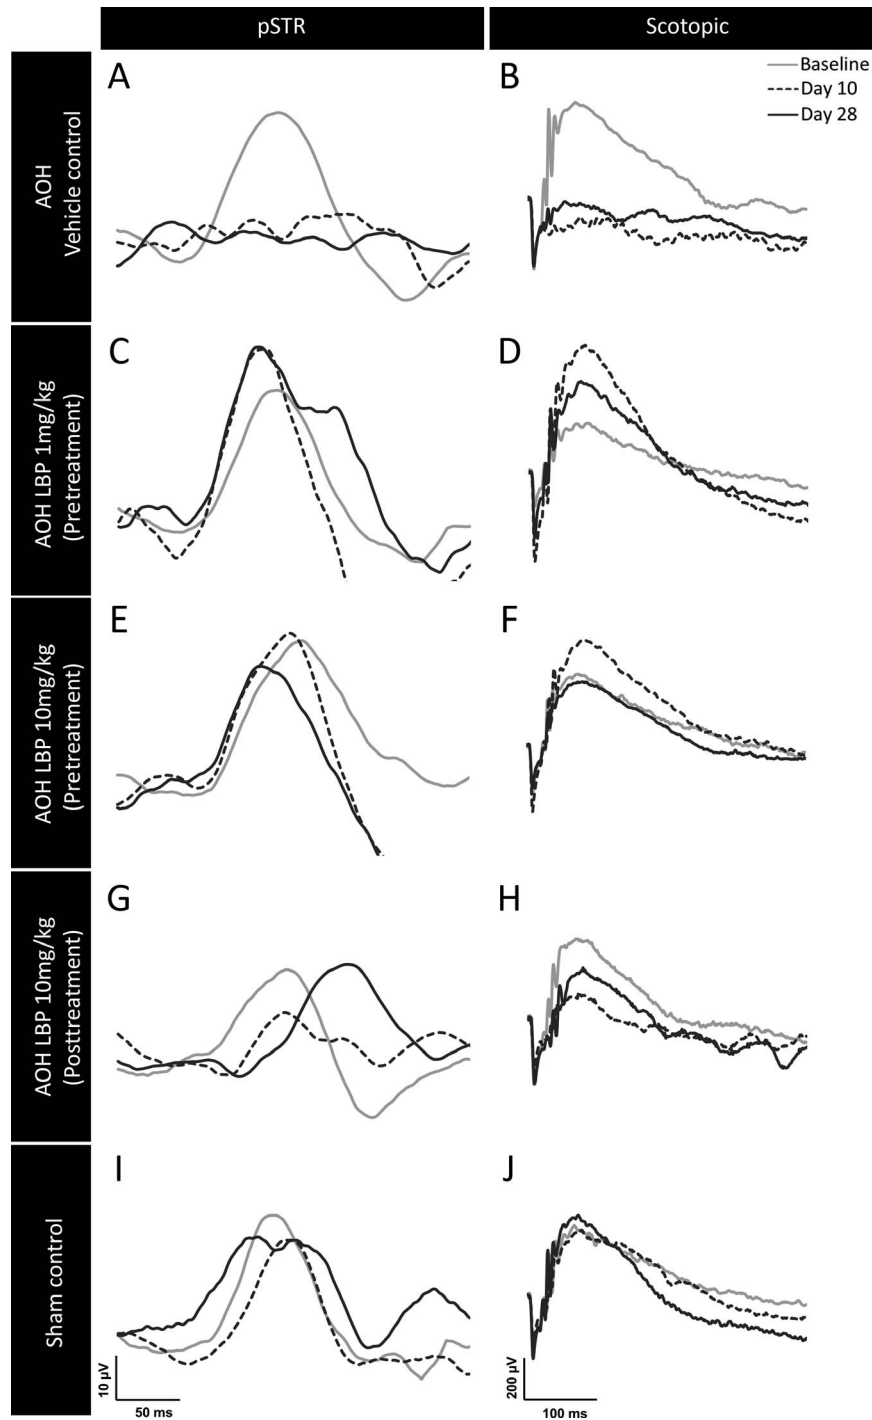 pSTR
Scotopic
AOH
Vehicle control
A
B
Baseline
Day 10
Day 28
AOH LBP 1mg/kg
(Pretreatment)
C
D
AOH LBP 10mg/kg
(Pretreatment)
E
F
AOH LBP 10mg/kg
(Posttreatment)
G
H
Sham control
I
J
10 µV
50 ms
200 µV
100 ms